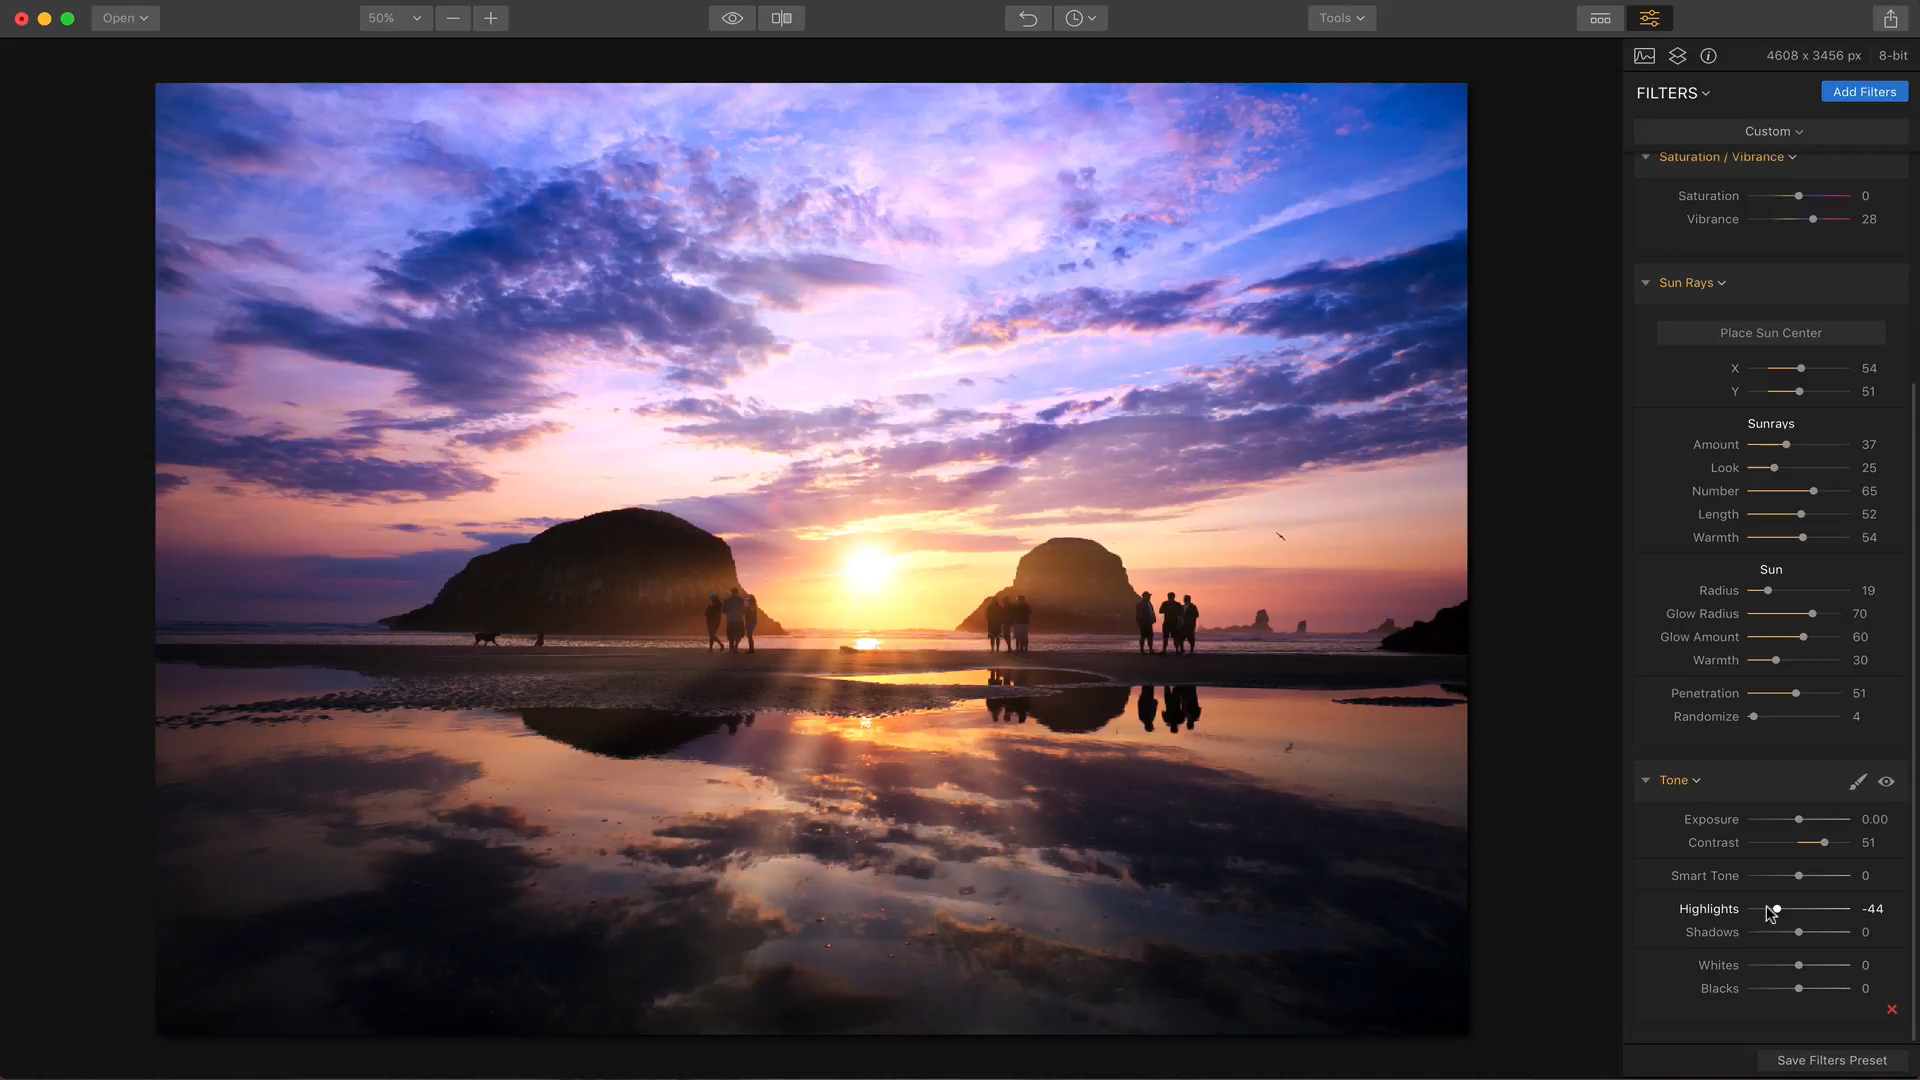 Open
50%
Tools
4608 x 3456 px 8-bit
FILTERS
Add Filters
Custom
Saturation / Vibrance
Saturation 0
Vibrance 28
Sun Rays
Place Sun Center
X 54
Y 51
Sunrays
Amount 37
Look 25
Number 65
Length 52
Warmth 54
Sun
Radius 19
Glow Radius 70
Glow Amount 60
Warmth 30
Penetration 51
Randomize 4
Tone
Exposure 0.00
Contrast 51
Smart Tone 0
Highlights -44
Shadows 0
Whites 0
Blacks 0
Save Filters Preset